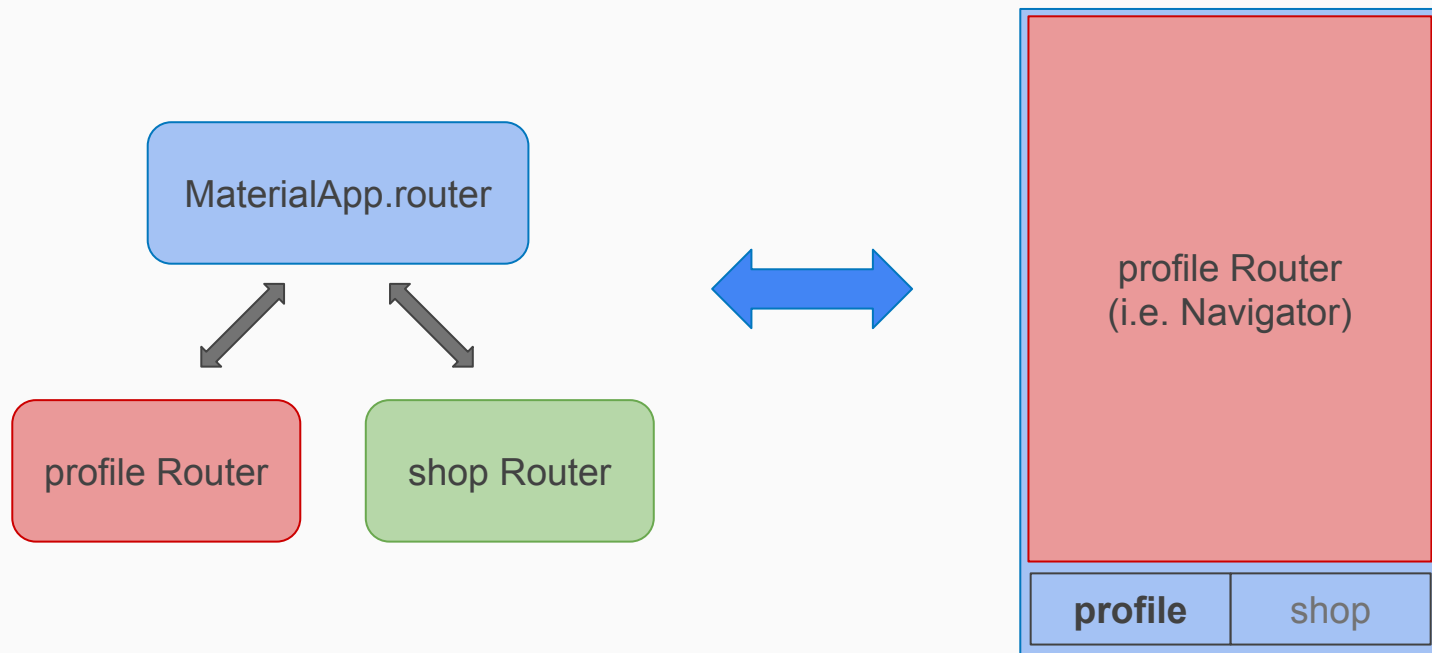 MaterialApp.router
profile Router
shop Router
profile Router
(i.e. Navigator)
profile
shop